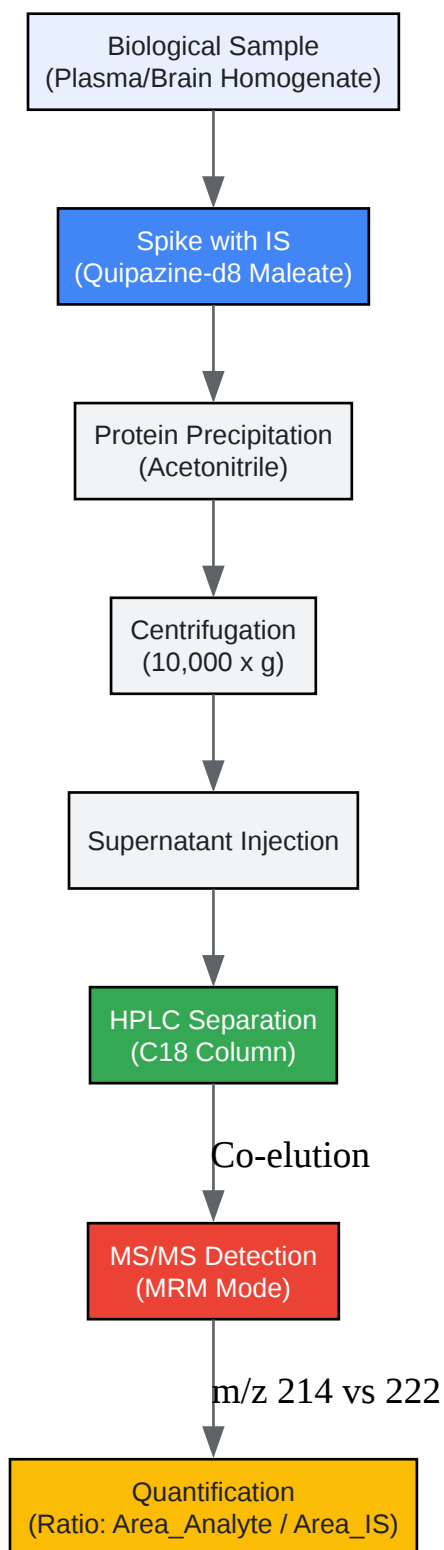 Biological Sample
(Plasma/Brain Homogenate)
Spike with IS
(Quipazine-d8 Maleate)
Protein Precipitation
(Acetonitrile)
Centrifugation
(10,000 x g)
Supernatant Injection
HPLC Separation
(C18 Column)
Co-elution
MS/MS Detection
(MRM Mode)
m/z 214 vs 222
Quantification
(Ratio: Area_Analyte / Area_IS)